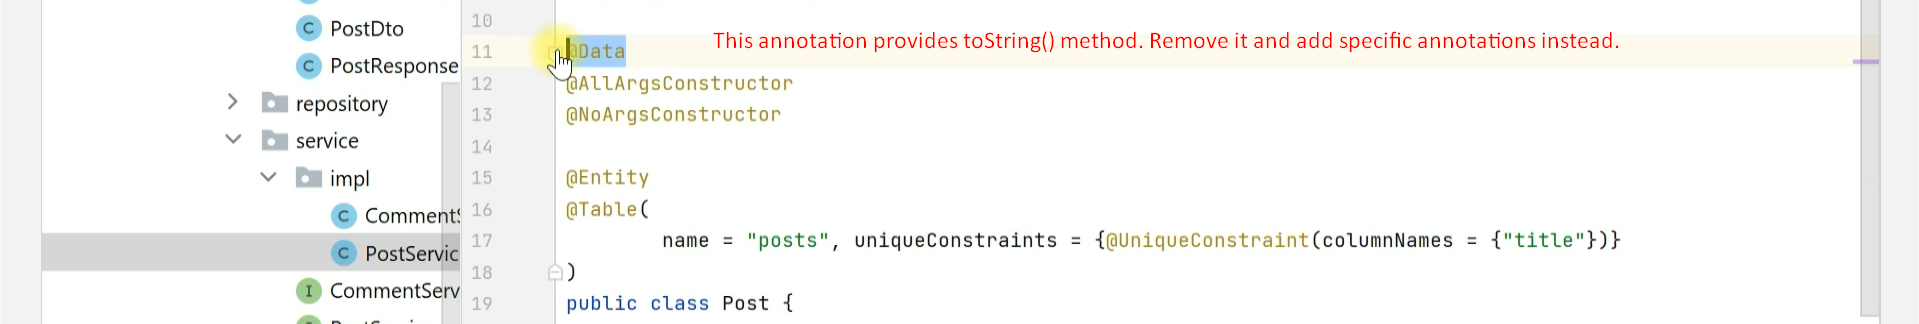 PostDto
PostResponse
repository
service
impl
CommentS
PostServic
CommentServ
10
11 @Data This annotation provides toString() method. Remove it and add specific annotations instead.
12 @AllArgsConstructor
13 @NoArgsConstructor
14
15 @Entity
16 @Table(
17 name = "posts", uniqueConstraints = {@UniqueConstraint(columnNames = {"title"})}
18 )
19 public class Post {